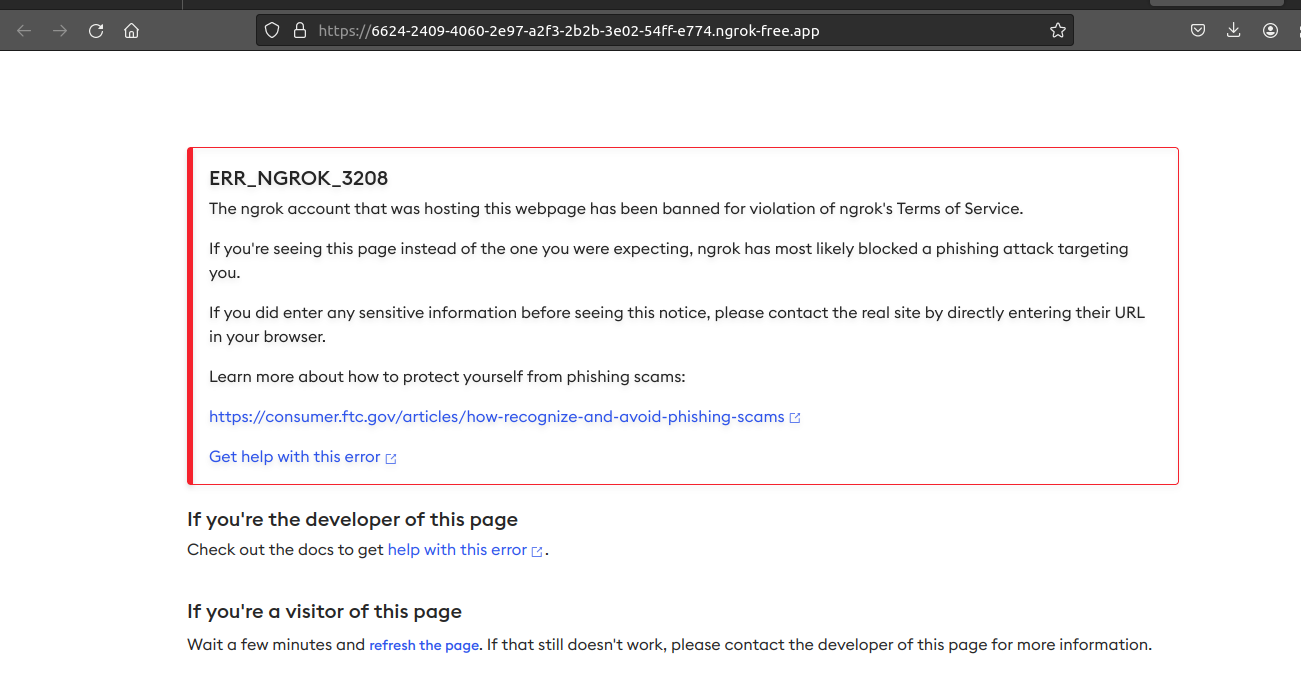 https://6624-2409-4060-2e97-a2f3-2b2b-3e02-54ff-e774.ngrok-free.app
ERR_NGROK_3208
The ngrok account that was hosting this webpage has been banned for violation of ngrok's Terms of Service.
If you're seeing this page instead of the one you were expecting, ngrok has most likely blocked a phishing attack targeting
you.
If you did enter any sensitive information before seeing this notice, please contact the real site by directly entering their URL
in your browser.
Learn more about how to protect yourself from phishing scams:
https://consumer.ftc.gov/articles/how-recognize-and-avoid-phishing-scams
Get help with this error
If you're the developer of this page
Check out the docs to get help with this error.
If you're a visitor of this page
Wait a few minutes and refresh the page. If that still doesn't work, please contact the developer of this page for more information.